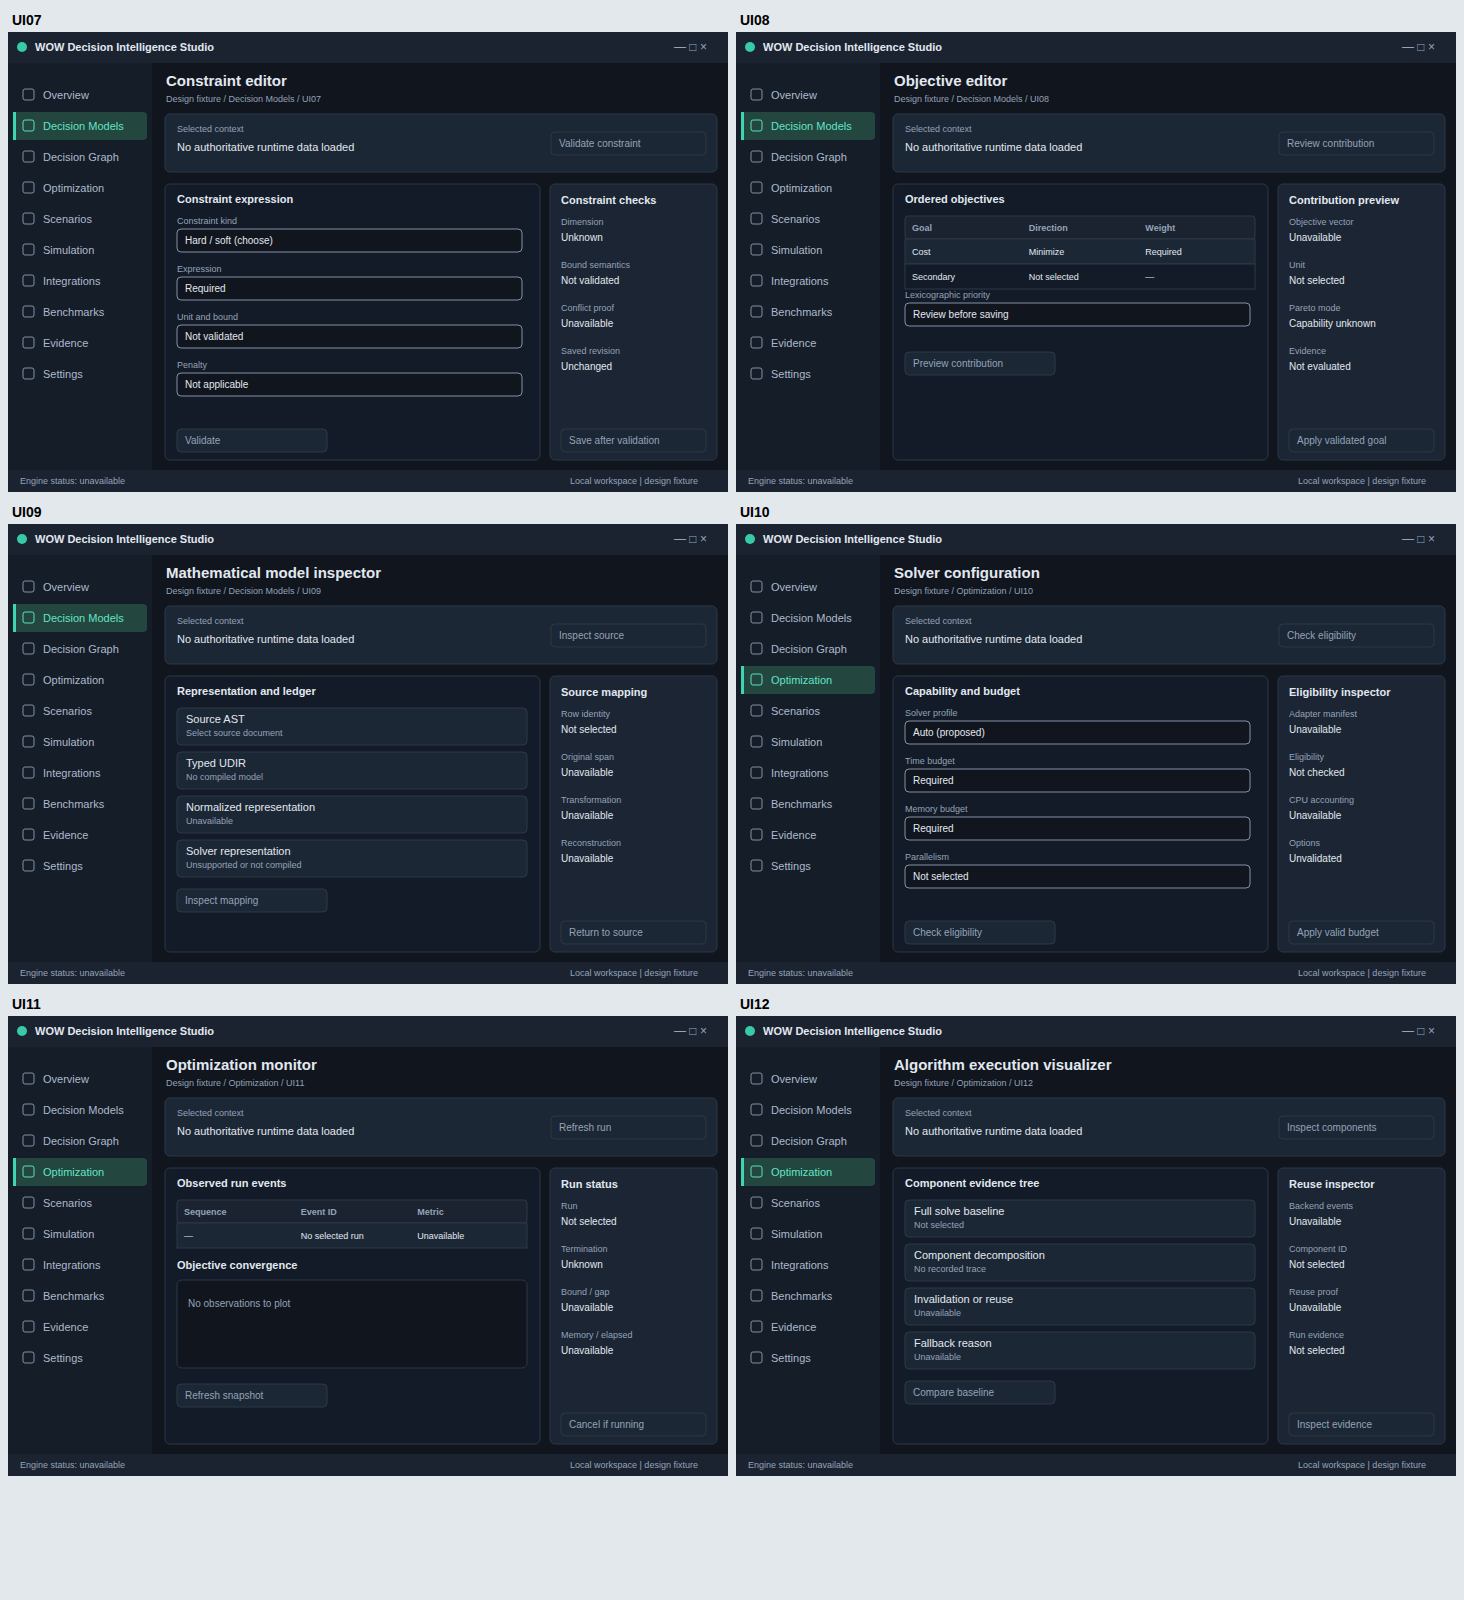 UI07
WOW Decision Intelligence Studio
— □ ×
Overview
Decision Models
Decision Graph
Optimization
Scenarios
Simulation
Integrations
Benchmarks
Evidence
Settings
Constraint editor
Design fixture / Decision Models / UI07
Selected context
No authoritative runtime data loaded
Validate constraint
Constraint expression
Constraint kind
Hard / soft (choose)
Expression
Required
Unit and bound
Not validated
Penalty
Not applicable
Validate
Constraint checks
Dimension
Unknown
Bound semantics
Not validated
Conflict proof
Unavailable
Saved revision
Unchanged
Save after validation
Engine status: unavailable
Local workspace | design fixture
UI08
WOW Decision Intelligence Studio
— □ ×
Overview
Decision Models
Decision Graph
Optimization
Scenarios
Simulation
Integrations
Benchmarks
Evidence
Settings
Objective editor
Design fixture / Decision Models / UI08
Selected context
No authoritative runtime data loaded
Review contribution
Ordered objectives
Goal Direction Weight
Cost Minimize Required
Secondary Not selected —
Lexicographic priority
Review before saving
Preview contribution
Contribution preview
Objective vector
Unavailable
Unit
Not selected
Pareto mode
Capability unknown
Evidence
Not evaluated
Apply validated goal
Engine status: unavailable
Local workspace | design fixture
UI09
WOW Decision Intelligence Studio
— □ ×
Overview
Decision Models
Decision Graph
Optimization
Scenarios
Simulation
Integrations
Benchmarks
Evidence
Settings
Mathematical model inspector
Design fixture / Decision Models / UI09
Selected context
No authoritative runtime data loaded
Inspect source
Representation and ledger
Source AST
Select source document
Typed UDIR
No compiled model
Normalized representation
Unavailable
Solver representation
Unsupported or not compiled
Inspect mapping
Source mapping
Row identity
Not selected
Original span
Unavailable
Transformation
Unavailable
Reconstruction
Unavailable
Return to source
Engine status: unavailable
Local workspace | design fixture
UI10
WOW Decision Intelligence Studio
— □ ×
Overview
Decision Models
Decision Graph
Optimization
Scenarios
Simulation
Integrations
Benchmarks
Evidence
Settings
Solver configuration
Design fixture / Optimization / UI10
Selected context
No authoritative runtime data loaded
Check eligibility
Capability and budget
Solver profile
Auto (proposed)
Time budget
Required
Memory budget
Required
Parallelism
Not selected
Check eligibility
Eligibility inspector
Adapter manifest
Unavailable
Eligibility
Not checked
CPU accounting
Unavailable
Options
Unvalidated
Apply valid budget
Engine status: unavailable
Local workspace | design fixture
UI11
WOW Decision Intelligence Studio
— □ ×
Overview
Decision Models
Decision Graph
Optimization
Scenarios
Simulation
Integrations
Benchmarks
Evidence
Settings
Optimization monitor
Design fixture / Optimization / UI11
Selected context
No authoritative runtime data loaded
Refresh run
Observed run events
Sequence Event ID Metric
— No selected run Unavailable
Objective convergence
No observations to plot
Refresh snapshot
Run status
Run
Not selected
Termination
Unknown
Bound / gap
Unavailable
Memory / elapsed
Unavailable
Cancel if running
Engine status: unavailable
Local workspace | design fixture
UI12
WOW Decision Intelligence Studio
— □ ×
Overview
Decision Models
Decision Graph
Optimization
Scenarios
Simulation
Integrations
Benchmarks
Evidence
Settings
Algorithm execution visualizer
Design fixture / Optimization / UI12
Selected context
No authoritative runtime data loaded
Inspect components
Component evidence tree
Full solve baseline
Not selected
Component decomposition
No recorded trace
Invalidation or reuse
Unavailable
Fallback reason
Unavailable
Compare baseline
Reuse inspector
Backend events
Unavailable
Component ID
Not selected
Reuse proof
Unavailable
Run evidence
Not selected
Inspect evidence
Engine status: unavailable
Local workspace | design fixture